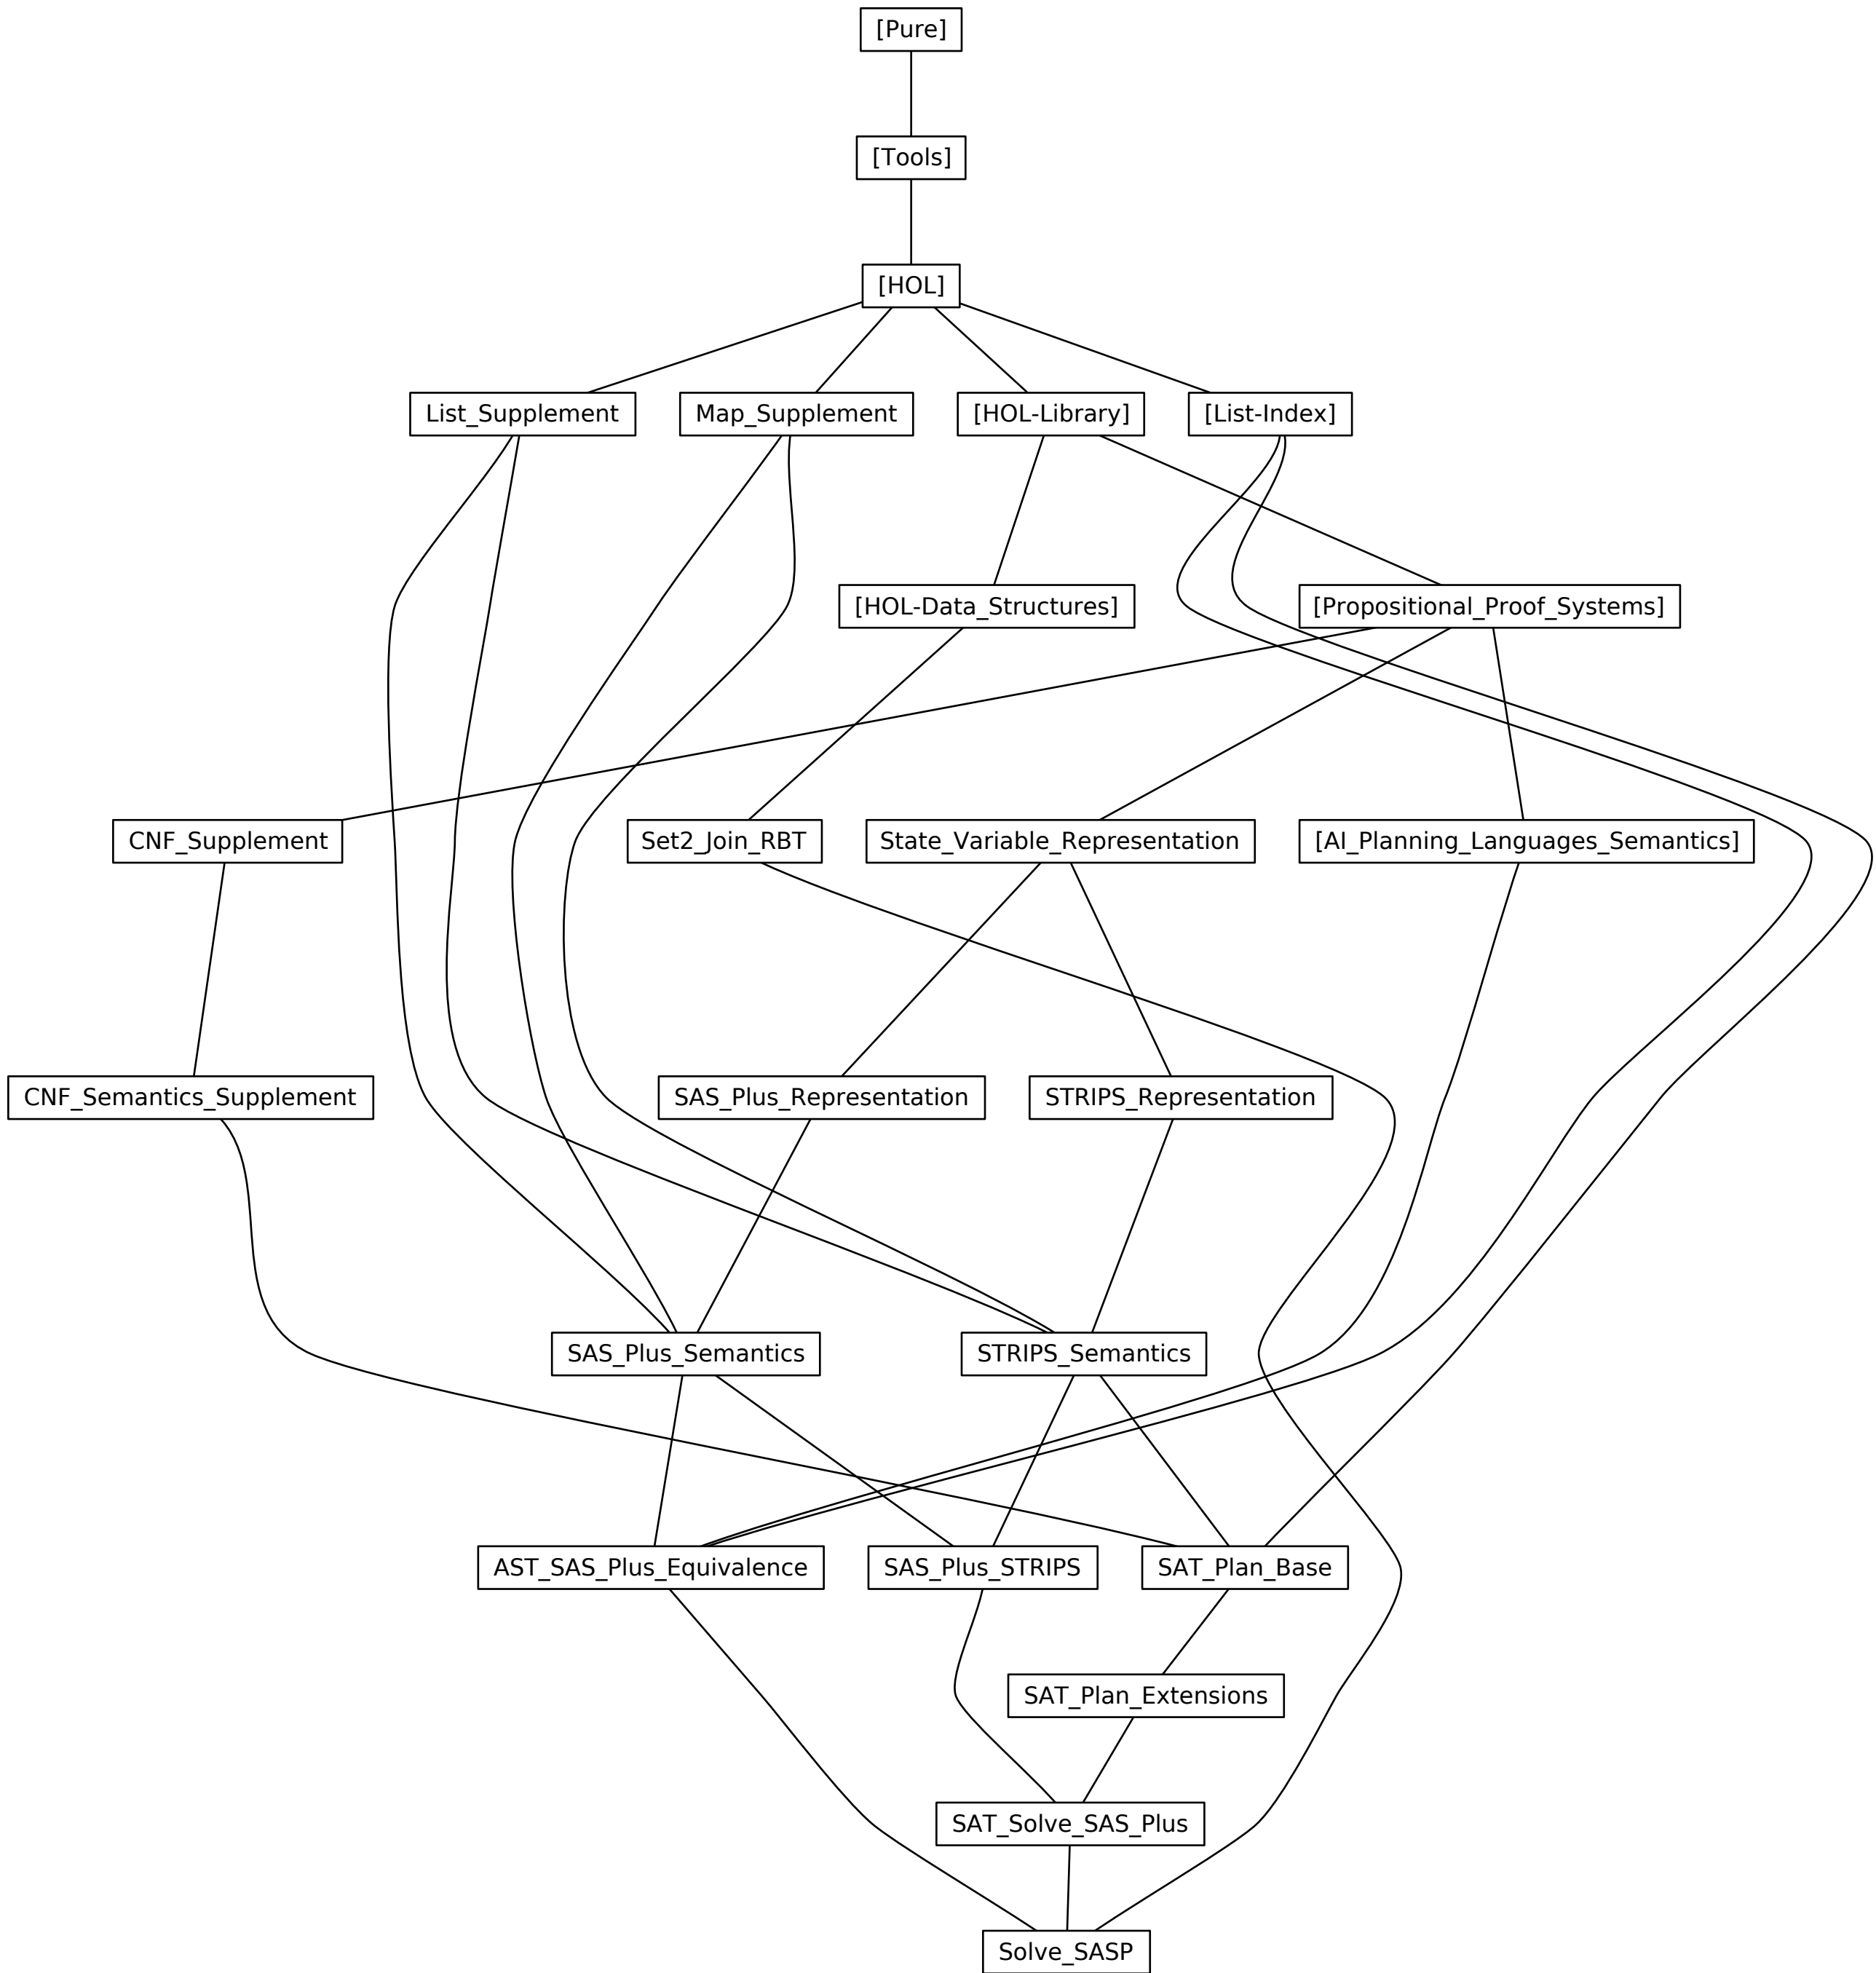 [Pure]
[Tools]
[HOL]
List_Supplement
Map_Supplement
[HOL-Library]
[List-Index]
[HOL-Data_Structures]
[Propositional_Proof_Systems]
CNF_Supplement
Set2_Join_RBT
State_Variable_Representation
[AI_Planning_Languages_Semantics]
CNF_Semantics_Supplement
SAS_Plus_Representation
STRIPS_Representation
SAS_Plus_Semantics
STRIPS_Semantics
AST_SAS_Plus_Equivalence
SAS_Plus_STRIPS
SAT_Plan_Base
SAT_Plan_Extensions
SAT_Solve_SAS_Plus
Solve_SASP